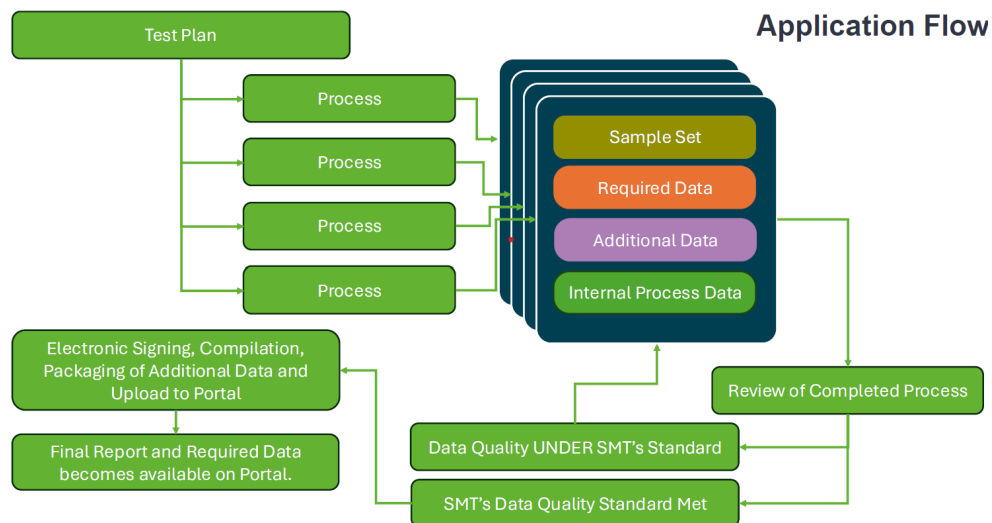 Application Flow
Test Plan
Process
Process
Process
Process
Sample Set
Required Data
Additional Data
Internal Process Data
Review of Completed Process
Data Quality UNDER SMT's Standard
SMT's Data Quality Standard Met
Electronic Signing, Compilation,
Packaging of Additional Data and
Upload to Portal
Final Report and Required Data
becomes available on Portal.